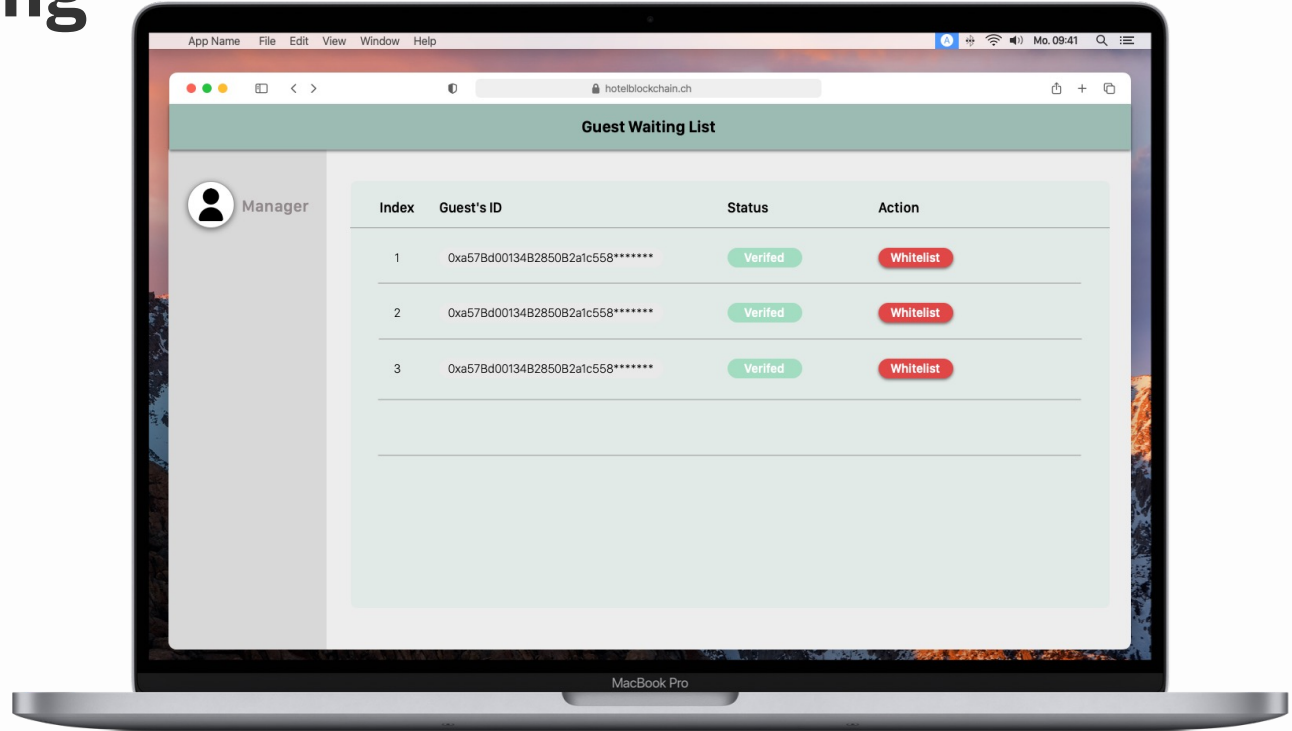 App Name File Edit View Window Help Mo. 09:41
hotelblockchain.ch
Guest Waiting List
Manager
Index Guest's ID Status Action
1 0xa57Bd00134B2850B2a1c558******* Verifed Whitelist
2 0xa57Bd00134B2850B2a1c558******* Verifed Whitelist
3 0xa57Bd00134B2850B2a1c558******* Verifed Whitelist
MacBook Pro